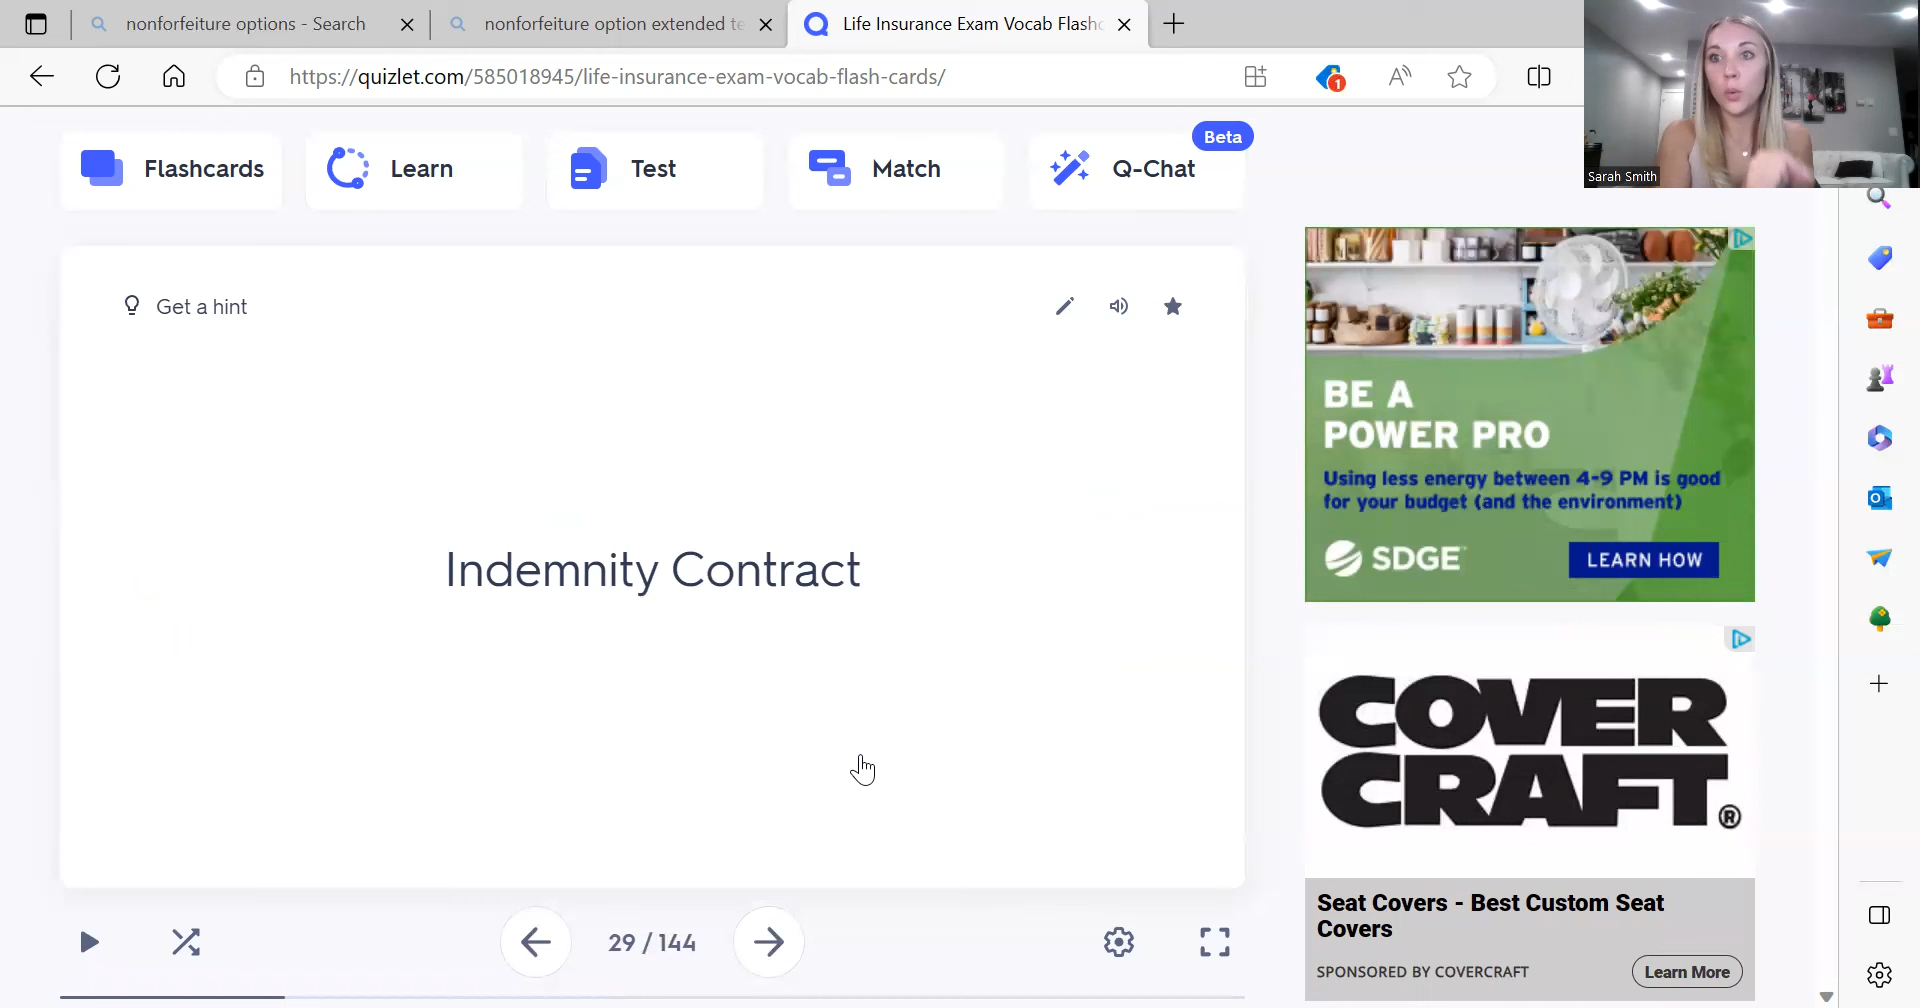 nonforfeiture options - Search
nonforfeiture option extended te
Life Insurance Exam Vocab Flashc
https://quizlet.com/585018945/life-insurance-exam-vocab-flash-cards/
1
Sarah Smith
Flashcards
Learn
Test
Match
Q-Chat
Beta
Get a hint
Indemnity Contract
29 / 144
BE A
POWER PRO
Using less energy between 4-9 PM is good
for your budget (and the environment)
SDGE
LEARN HOW
COVER
CRAFT®
Seat Covers - Best Custom Seat
Covers
SPONSORED BY COVERCRAFT
Learn More